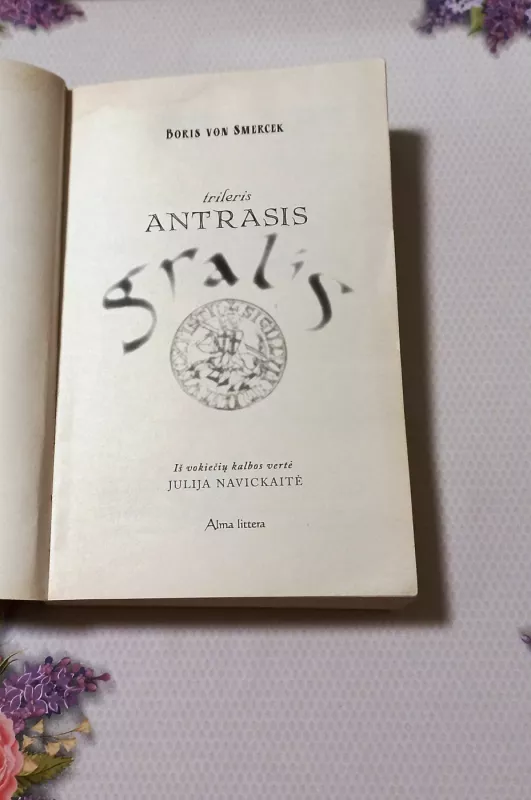 BORIS VON SMERCEK
trileris
ANTRASIS
gralis
Iš vokiečių kalbos vertė
JULIJA NAVICKAITĖ
Alma littera